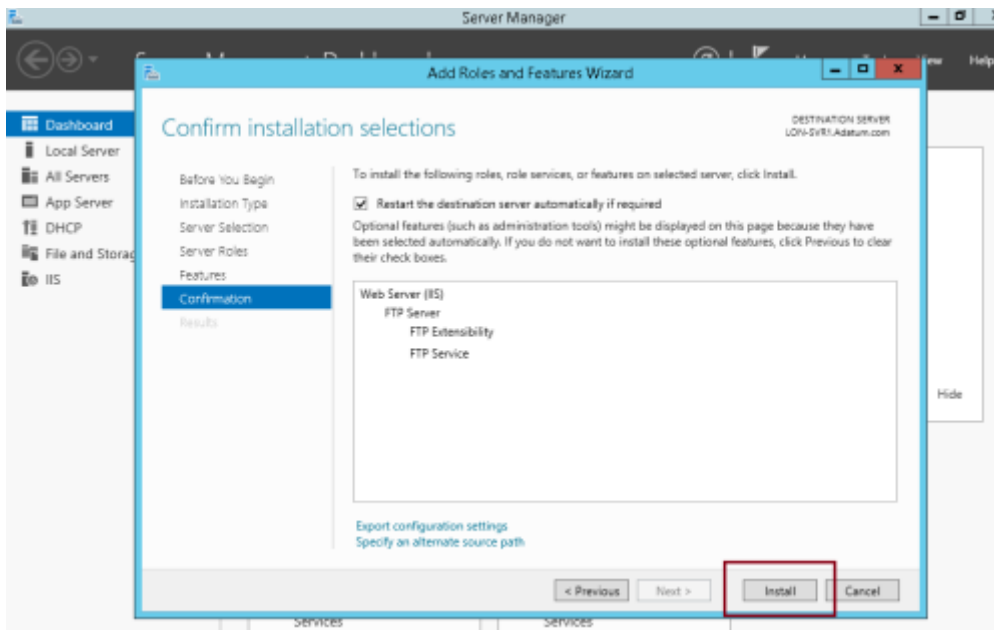 Server Manager
Help
Add Roles and Features Wizard
Dashboard
Local Server
All Servers
App Server
DHCP
File and Storag
IIS
Confirm installation selections
DESTINATION SERVER
LON-SVR1.Adatum.com
Before You Begin
Installation Type
Server Selection
Server Roles
Features
Confirmation
Results
To install the following roles, role services, or features on selected server, click Install.
Restart the destination server automatically if required
Optional features (such as administration tools) might be displayed on this page because they have
been selected automatically. If you do not want to install these optional features, click Previous to clear
their check boxes.
Web Server (IIS)
FTP Server
FTP Extensibility
FTP Service
Export configuration settings
Specify an alternate source path
Hide
< Previous
Next >
Install
Cancel
Services
Services